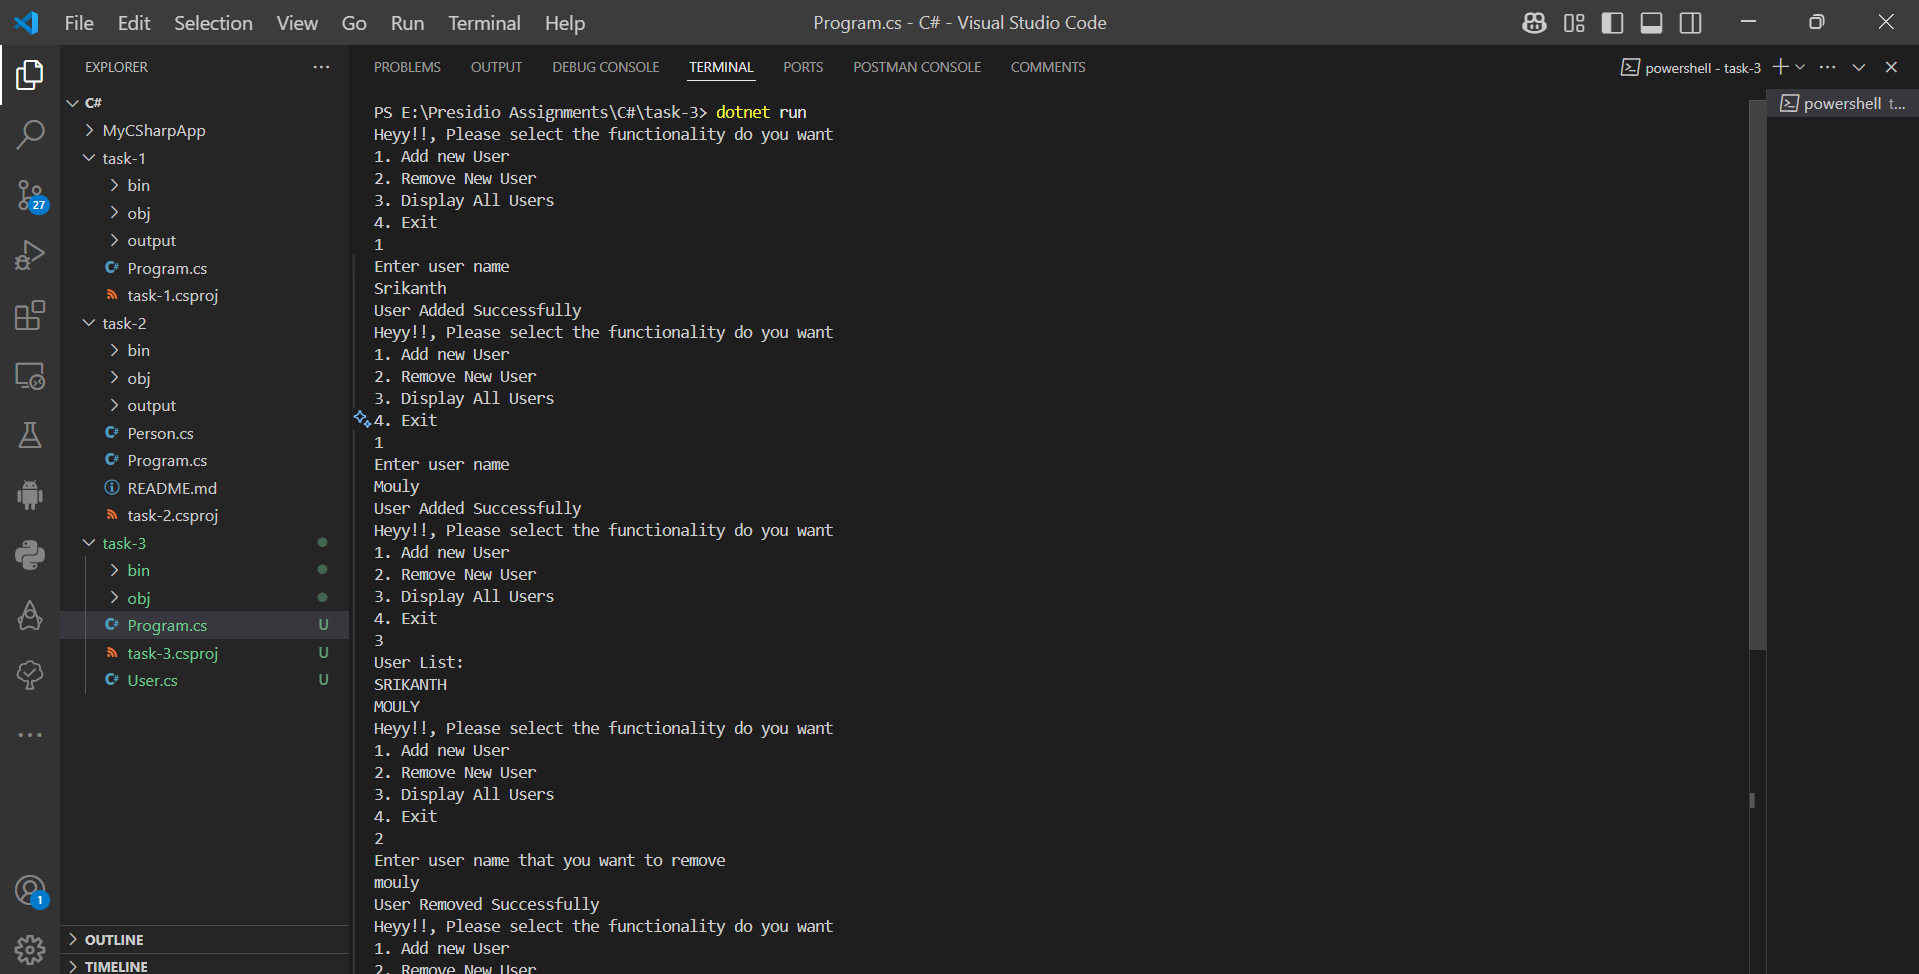 File Edit Selection View Go Run Terminal Help
Program.cs - C# - Visual Studio Code
EXPLORER
C#
MyCSharpApp
task-1
bin
obj
output
C# Program.cs
task-1.csproj
task-2
bin
obj
output
C# Person.cs
C# Program.cs
README.md
task-2.csproj
task-3
bin
obj
C# Program.cs U
task-3.csproj U
C# User.cs U
OUTLINE
TIMELINE
27
1
PROBLEMS OUTPUT DEBUG CONSOLE TERMINAL PORTS POSTMAN CONSOLE COMMENTS
powershell - task-3
powershell t...
PS E:\Presidio Assignments\C#\task-3> dotnet run
Heyy!!, Please select the functionality do you want
1. Add new User
2. Remove New User
3. Display All Users
4. Exit
1
Enter user name
Srikanth
User Added Successfully
Heyy!!, Please select the functionality do you want
1. Add new User
2. Remove New User
3. Display All Users
4. Exit
1
Enter user name
Mouly
User Added Successfully
Heyy!!, Please select the functionality do you want
1. Add new User
2. Remove New User
3. Display All Users
4. Exit
3
User List:
SRIKANTH
MOULY
Heyy!!, Please select the functionality do you want
1. Add new User
2. Remove New User
3. Display All Users
4. Exit
2
Enter user name that you want to remove
mouly
User Removed Successfully
Heyy!!, Please select the functionality do you want
1. Add new User
2. Remove New User